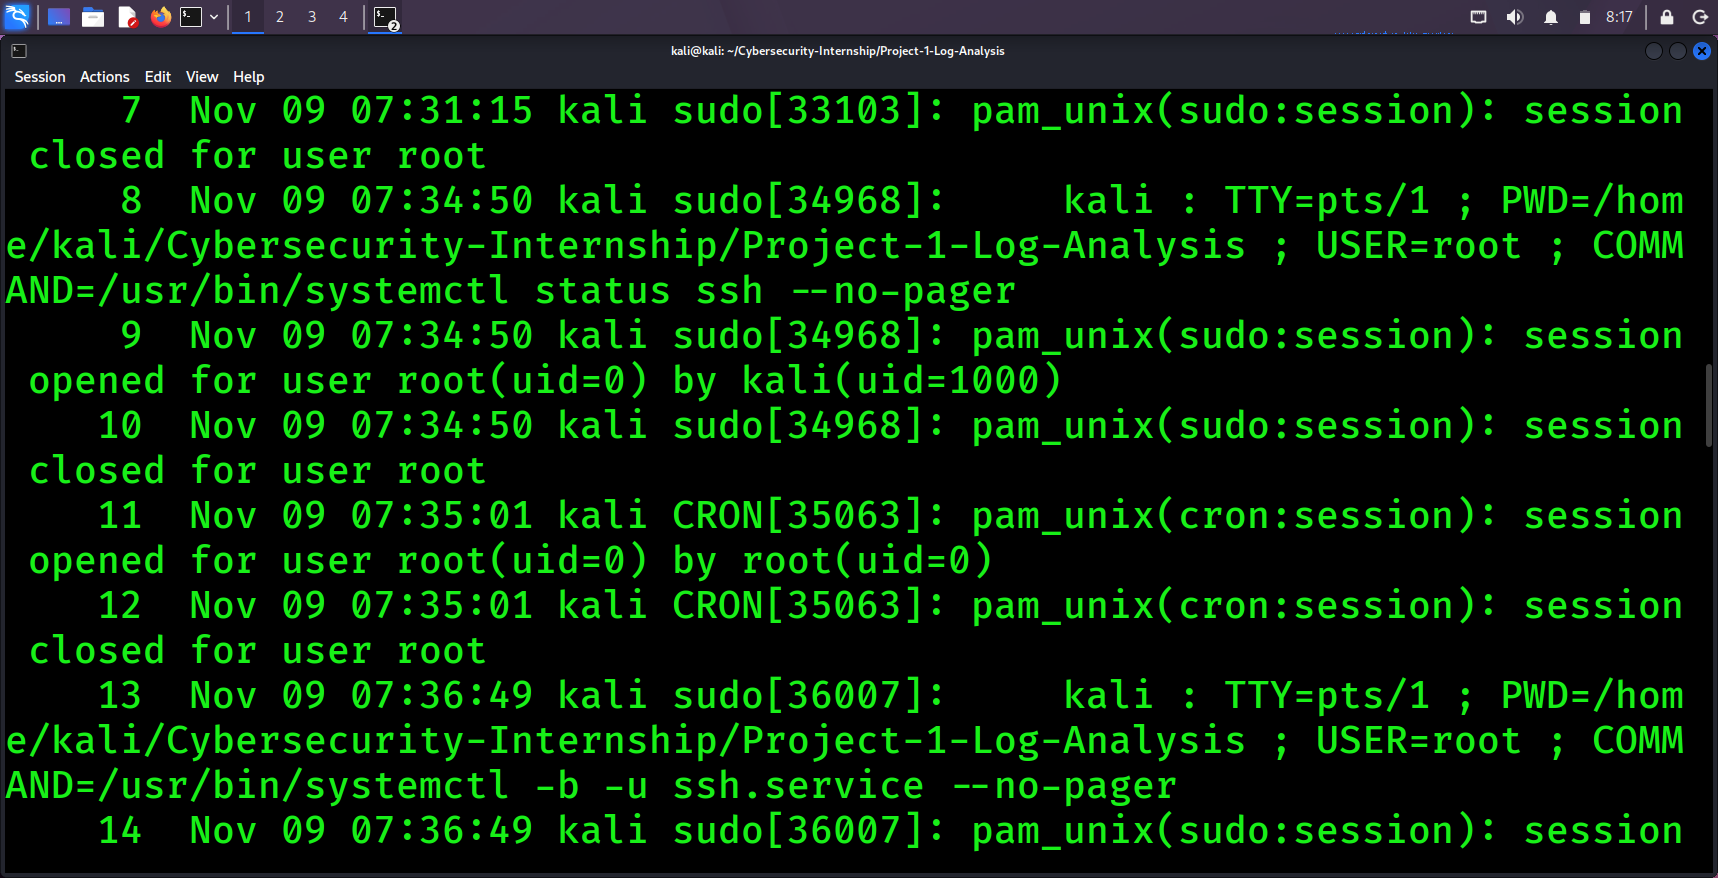 1 2 3 4 2 8:17
kali@kali: ~/Cybersecurity-Internship/Project-1-Log-Analysis
Session Actions Edit View Help
7 Nov 09 07:31:15 kali sudo[33103]: pam_unix(sudo:session): session
closed for user root
8 Nov 09 07:34:50 kali sudo[34968]: kali : TTY=pts/1 ; PWD=/hom
e/kali/Cybersecurity-Internship/Project-1-Log-Analysis ; USER=root ; COMM
AND=/usr/bin/systemctl status ssh --no-pager
9 Nov 09 07:34:50 kali sudo[34968]: pam_unix(sudo:session): session
opened for user root(uid=0) by kali(uid=1000)
10 Nov 09 07:34:50 kali sudo[34968]: pam_unix(sudo:session): session
closed for user root
11 Nov 09 07:35:01 kali CRON[35063]: pam_unix(cron:session): session
opened for user root(uid=0) by root(uid=0)
12 Nov 09 07:35:01 kali CRON[35063]: pam_unix(cron:session): session
closed for user root
13 Nov 09 07:36:49 kali sudo[36007]: kali : TTY=pts/1 ; PWD=/hom
e/kali/Cybersecurity-Internship/Project-1-Log-Analysis ; USER=root ; COMM
AND=/usr/bin/systemctl -b -u ssh.service --no-pager
14 Nov 09 07:36:49 kali sudo[36007]: pam_unix(sudo:session): session